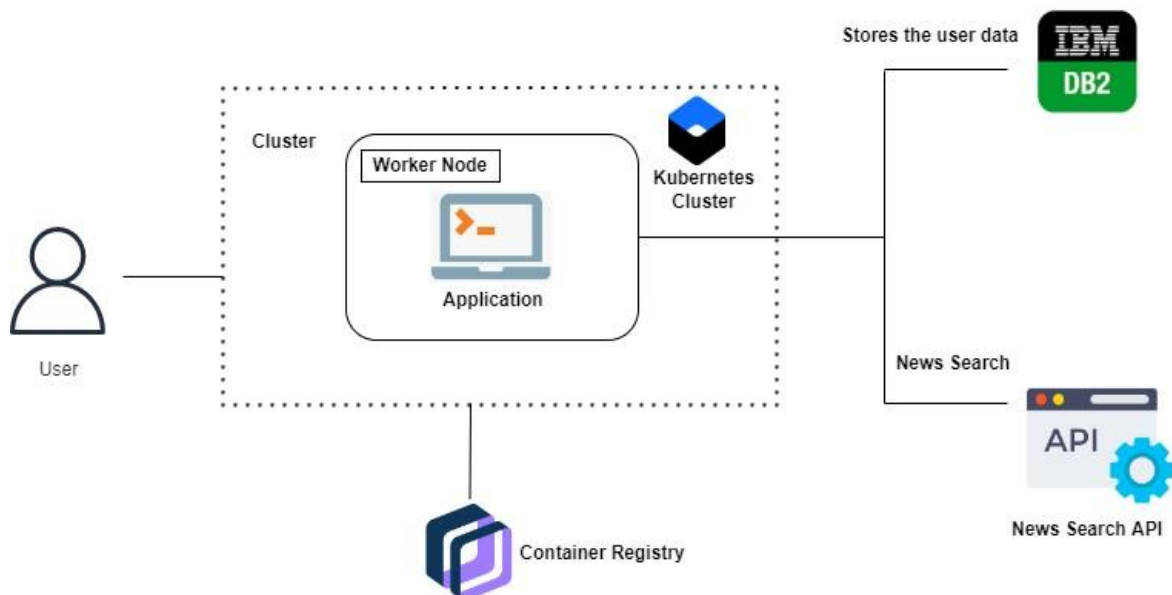 Stores the user data
IBM
DB2
Cluster
Worker Node
Kubernetes
Cluster
Application
User
News Search
API
News Search API
Container Registry